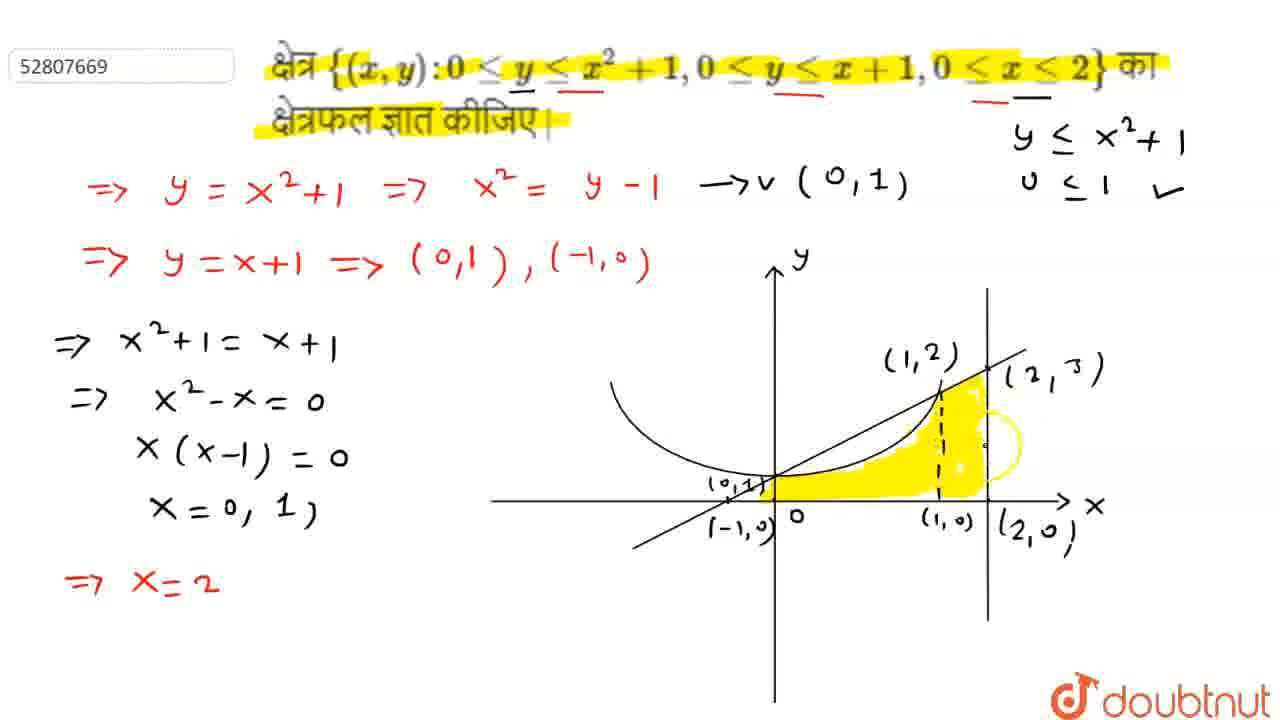 52807669
क्षेत्र {(x, y) : 0 ≤ y ≤ x² + 1, 0 ≤ y ≤ x + 1, 0 ≤ x ≤ 2} का
क्षेत्रफल ज्ञात कीजिए।
y ≤ x² + 1
0 ≤ 1 ✓
=> y = x² + 1 => x² = y - 1 → v (0, 1)
=> y = x + 1 => (0, 1), (-1, 0)
=> x² + 1 = x + 1
=> x² - x = 0
x (x - 1) = 0
x = 0, 1,
=> x = 2
y
(1, 2)
(2, 3)
(0, 1)
(-1, 0)
0
(1, 0)
(2, 0),
x
doubtnut